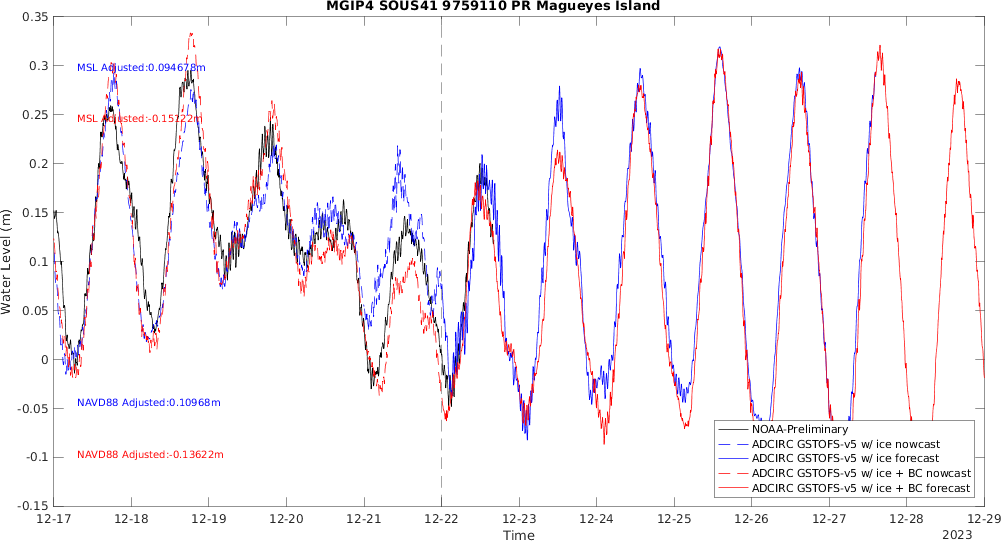 MGIP4 SOUS41 9759110 PR Magueyes Island
0.35
0.3
0.25
0.2
0.15
0.1
0.05
0
-0.05
-0.1
-0.15
Water Level (m)
MSL Adjusted:0.094678m
MSL Adjusted:-0.15122m
NAVD88 Adjusted:0.10968m
NAVD88 Adjusted:-0.13622m
NOAA-Preliminary
ADCIRC GSTOFS-v5 w/ ice nowcast
ADCIRC GSTOFS-v5 w/ ice forecast
ADCIRC GSTOFS-v5 w/ ice + BC nowcast
ADCIRC GSTOFS-v5 w/ ice + BC forecast
12-17 12-18 12-19 12-20 12-21 12-22 12-23 12-24 12-25 12-26 12-27 12-28 12-29
2023
Time